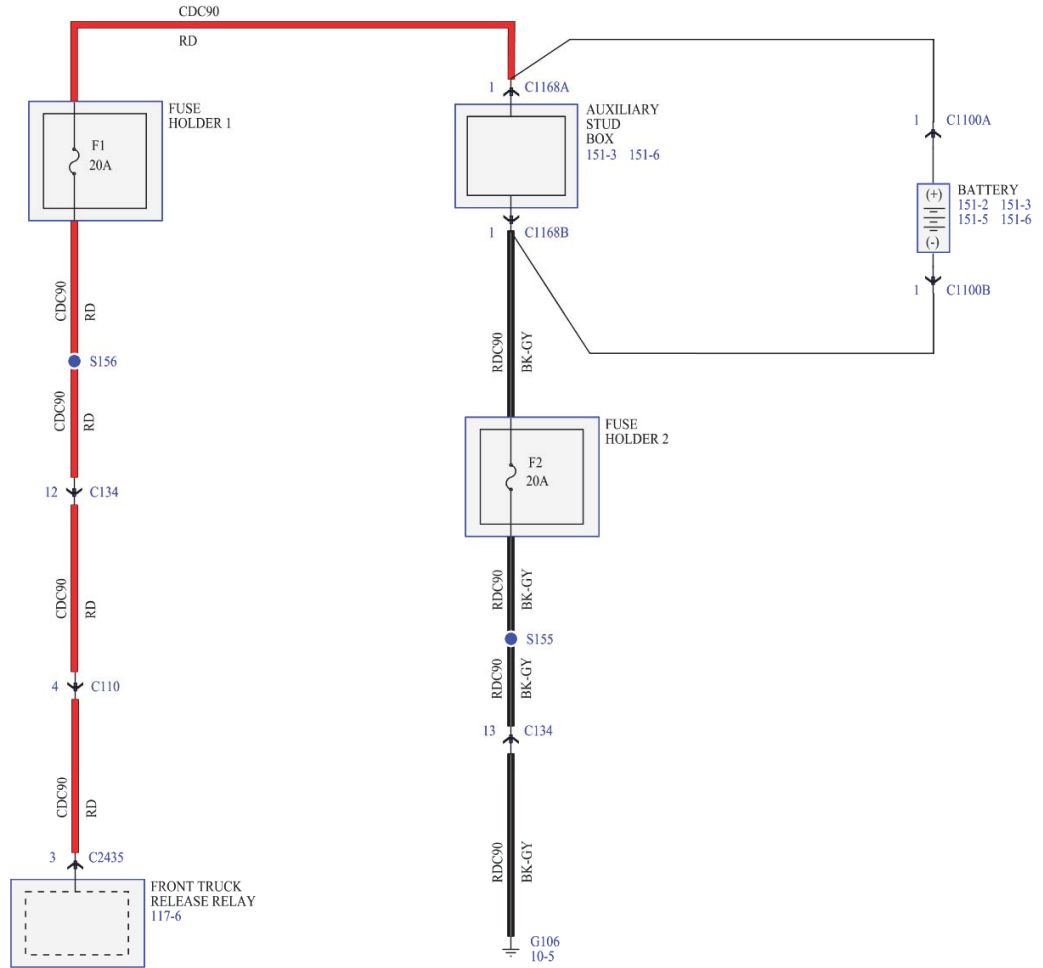 CDC90
RD
1 C1168A
FUSE
HOLDER 1
F1
20A
AUXILIARY
STUD
BOX
151-3 151-6
1 C1100A
(+)
(-)
BATTERY
151-2 151-3
151-5 151-6
1 C1168B
1 C1100B
CDC90
RD
S156
RDC90
BK-GY
CDC90
RD
FUSE
HOLDER 2
F2
20A
12 C134
CDC90
RD
RDC90
BK-GY
S155
RDC90
BK-GY
4 C110
13 C134
CDC90
RD
RDC90
BK-GY
3 C2435
FRONT TRUCK
RELEASE RELAY
117-6
G106
10-5